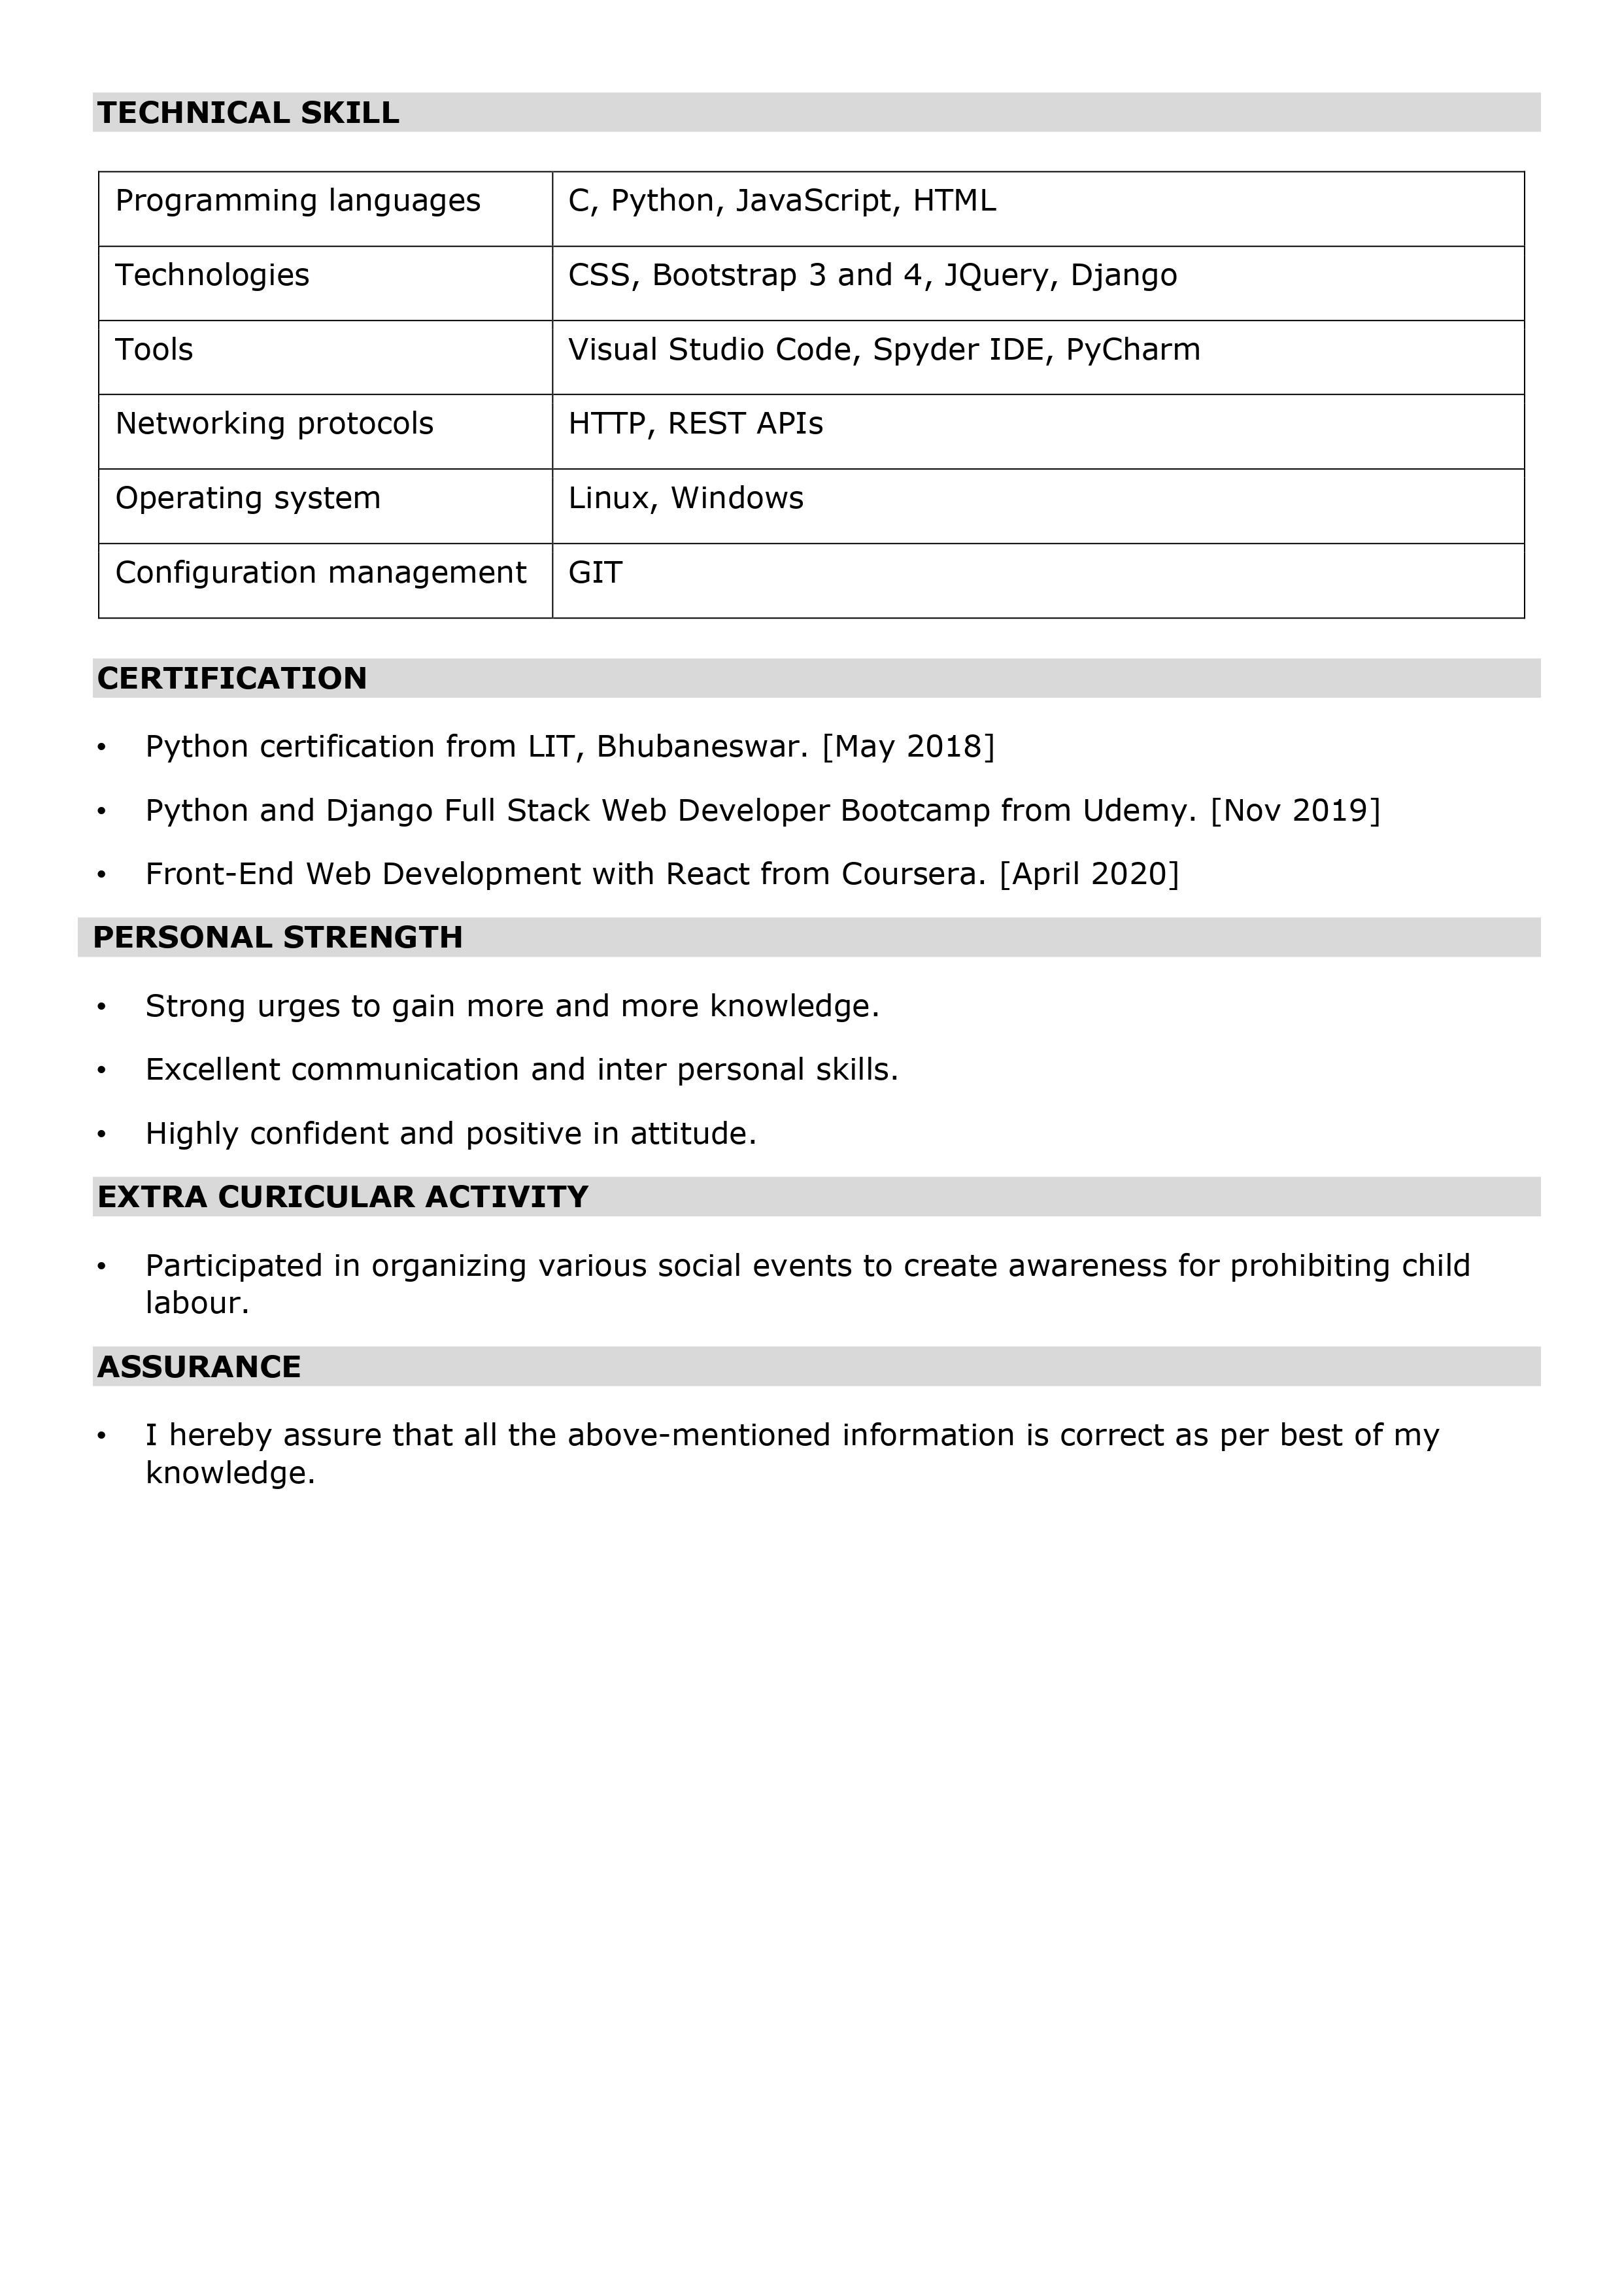 TECHNICAL SKILL
Programming languages C, Python, JavaScript, HTML
Technologies CSS, Bootstrap 3 and 4, JQuery, Django
Tools Visual Studio Code, Spyder IDE, PyCharm
Networking protocols HTTP, REST APIs
Operating system Linux, Windows
Configuration management GIT
CERTIFICATION
• Python certification from LIT, Bhubaneswar. [May 2018]
• Python and Django Full Stack Web Developer Bootcamp from Udemy. [Nov 2019]
• Front-End Web Development with React from Coursera. [April 2020]
PERSONAL STRENGTH
• Strong urges to gain more and more knowledge.
• Excellent communication and inter personal skills.
• Highly confident and positive in attitude.
EXTRA CURICULAR ACTIVITY
• Participated in organizing various social events to create awareness for prohibiting child
labour.
ASSURANCE
• I hereby assure that all the above-mentioned information is correct as per best of my
knowledge.